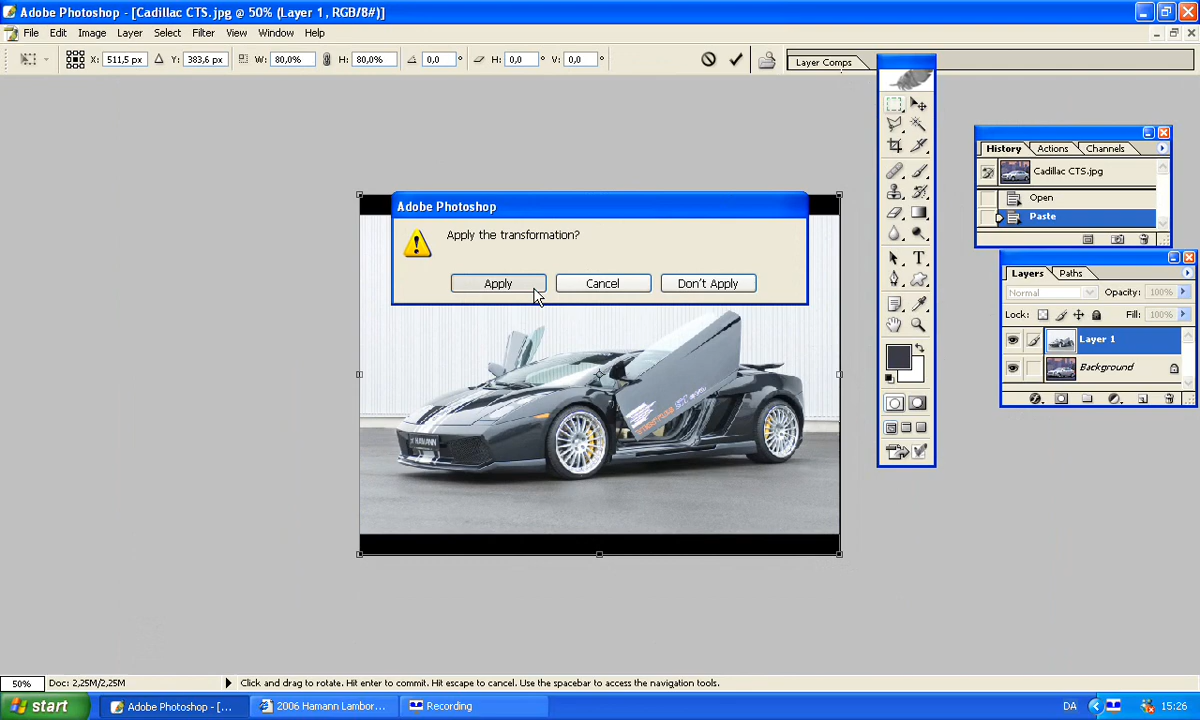 Adobe Photoshop - [Cadillac CTS.jpg @ 50% (Layer 1, RGB/8#)]
File Edit Image Layer Select Filter View Window Help
X: 511,5 px Y: 383,6 px W: 80,0% H: 80,0% 0,0 ° H: 0,0 ° V: 0,0 ° Layer Comps
Adobe Photoshop
Apply the transformation?
Apply Cancel Don't Apply
HAMANN
History Actions Channels
Cadillac CTS.jpg
Open
Paste
Layers Paths
Normal Opacity: 100%
Lock: Fill: 100%
Layer 1
Background
T
50% Doc: 2,25M/2,25M Click and drag to rotate. Hit enter to commit. Hit escape to cancel. Use the spacebar to access the navigation tools.
start Adobe Photoshop - [... 2006 Hamann Lambor... Recording DA 15:26